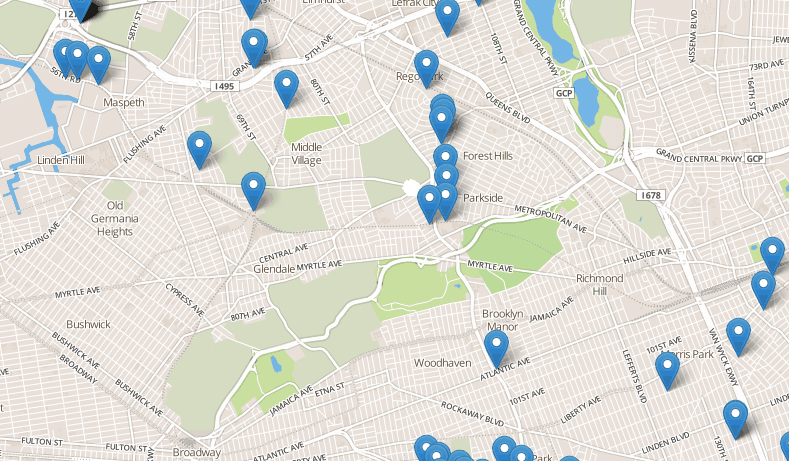 Elmhurst
Lefrak City
GRAND CENTRAL PKWY
KISSENA BLVD
58TH ST
57TH AVE
108TH ST
JEWE
73RD AVE
56TH RD
GRA
Rego Park
I 495
80TH ST
GCP
164TH ST
Maspeth
QUEENS BLVD
UNION TURNP
FLUSHING AVE
69TH ST
Middle
Village
Forest Hills
GRAND CENTRAL PKWY
GCP
Linden Hill
I 678
Old
Germania
Heights
Parkside
METROPOLITAN AVE
FLUSHING AVE
CENTRAL AVE
HILLSIDE AVE
Glendale
MYRTLE AVE
MYRTLE AVE
Richmond
Hill
MYRTLE AVE
CYPRESS AVE
80TH AVE
Brooklyn
Manor
JAMAICA AVE
Bushwick
VAN WYCK EXWY
101ST AVE
Morris Park
BUSHWICK AVE
BROADWAY
Woodhaven
ATLANTIC AVE
LEFFERTS BLVD
BUSHWICK AVE
ETNA ST
JAMAICA AVE
101ST AVE
LIBERTY AVE
ROCKAWAY BLVD
130TH
LINDEN BLVD
FULTON ST
FULTON ST
Broadway
ATLANTIC AVE
Park